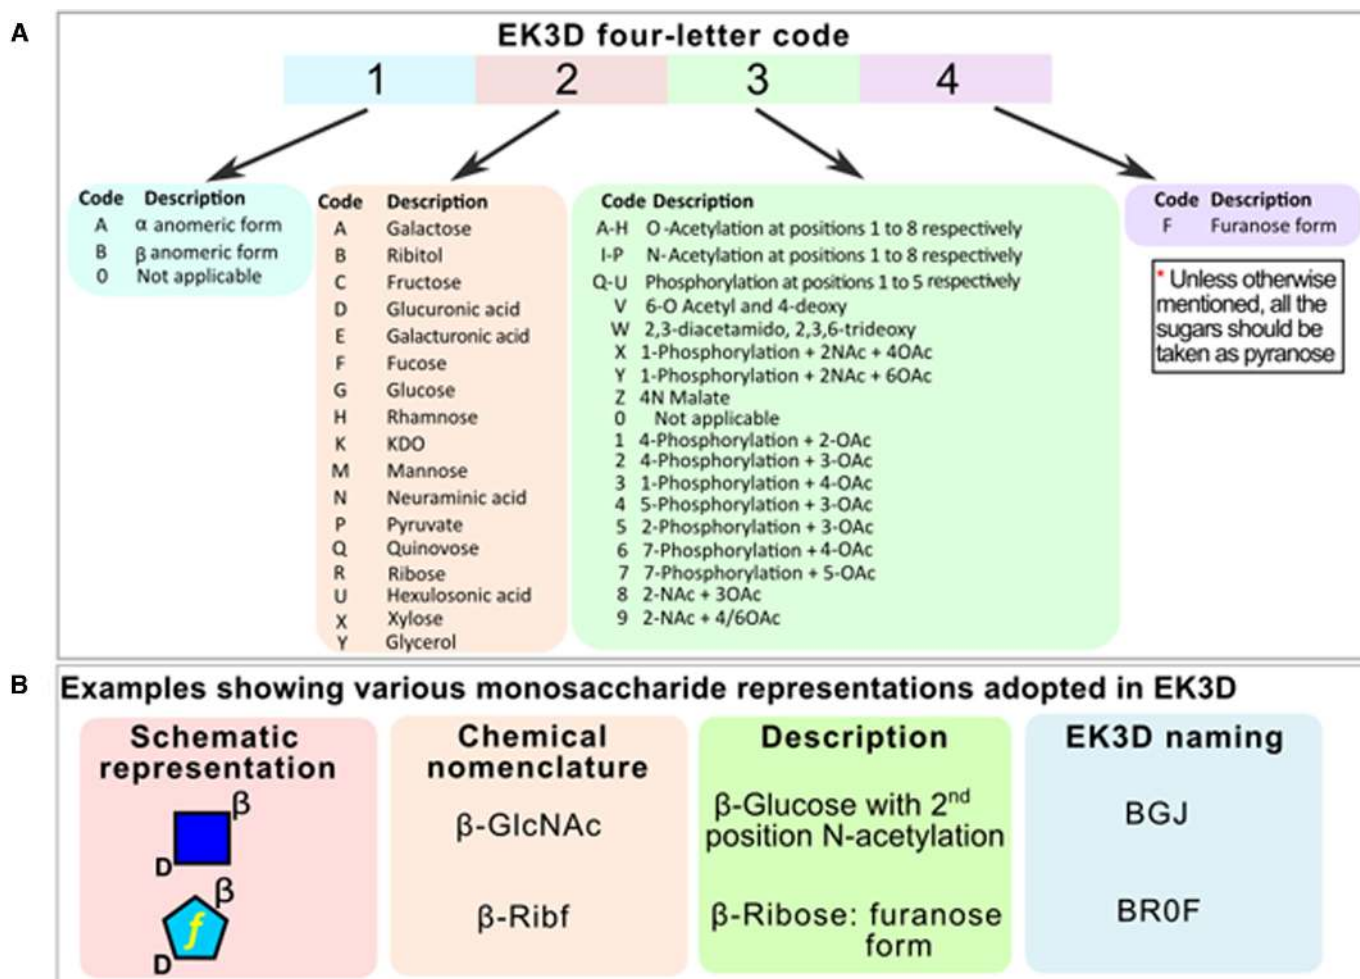 A
EK3D four-letter code
1 2 3 4
Code Description
A α anomeric form
B β anomeric form
0 Not applicable
Code Description
A Galactose
B Ribitol
C Fructose
D Glucuronic acid
E Galacturonic acid
F Fucose
G Glucose
H Rhamnose
K KDO
M Mannose
N Neuraminic acid
P Pyruvate
Q Quinovose
R Ribose
U Hexulosonic acid
X Xylose
Y Glycerol
Code Description
A-H O-Acetylation at positions 1 to 8 respectively
I-P N-Acetylation at positions 1 to 8 respectively
Q-U Phosphorylation at positions 1 to 5 respectively
V 6-O Acetyl and 4-deoxy
W 2,3-diacetamido, 2,3,6-trideoxy
X 1-Phosphorylation + 2NAc + 4OAc
Y 1-Phosphorylation + 2NAc + 6OAc
Z 4N Malate
0 Not applicable
1 4-Phosphorylation + 2-OAc
2 4-Phosphorylation + 3-OAc
3 1-Phosphorylation + 4-OAc
4 5-Phosphorylation + 3-OAc
5 2-Phosphorylation + 3-OAc
6 7-Phosphorylation + 4-OAc
7 7-Phosphorylation + 5-OAc
8 2-NAc + 3OAc
9 2-NAc + 4/6OAc
Code Description
F Furanose form
* Unless otherwise
mentioned, all the
sugars should be
taken as pyranose
B
Examples showing various monosaccharide representations adopted in EK3D
Schematic
representation
β
D
β
f
D
Chemical
nomenclature
β-GlcNAc
β-Ribf
Description
β-Glucose with 2nd
position N-acetylation
β-Ribose: furanose
form
EK3D naming
BGJ
BR0F